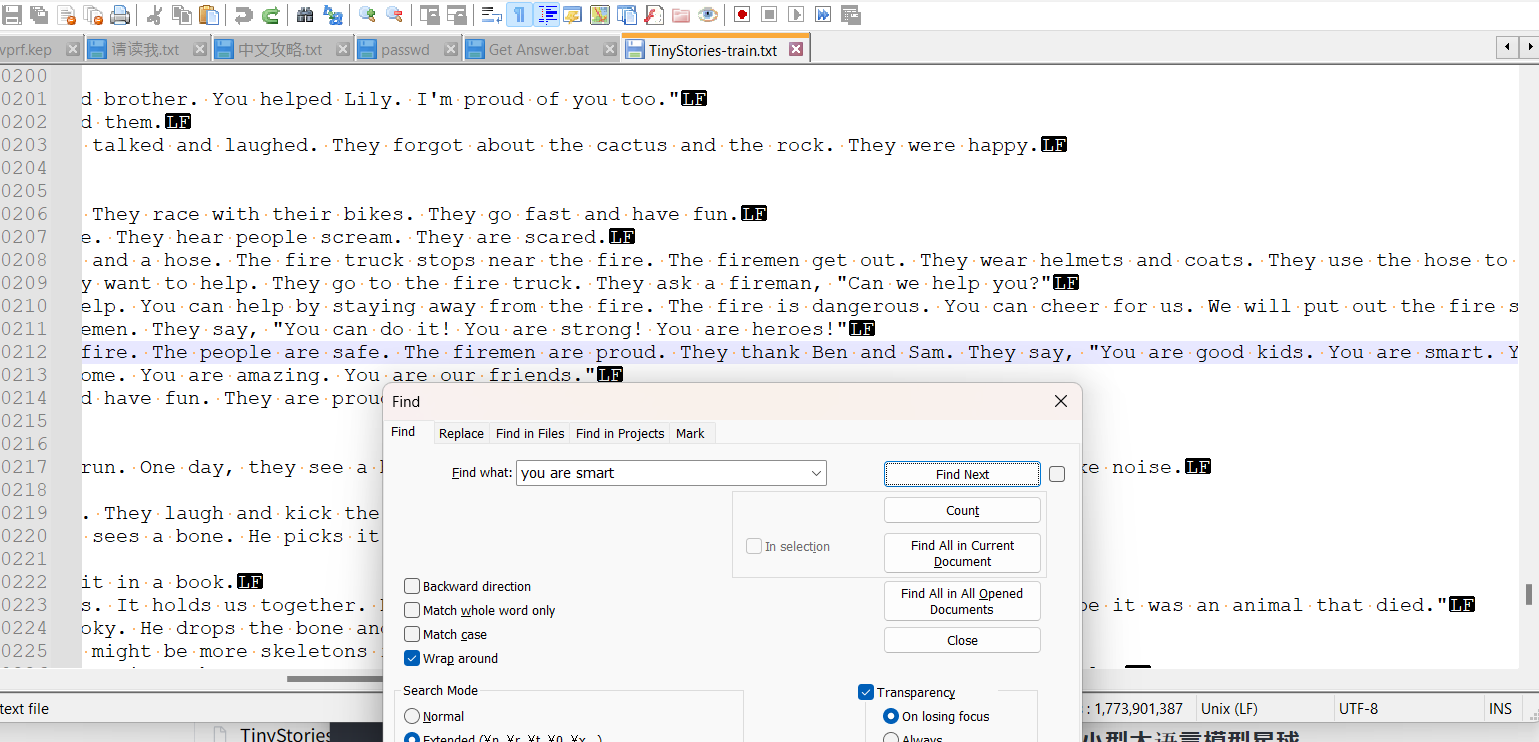 vprf.kep 请读我.txt 中文攻略.txt passwd Get Answer.bat TinyStories-train.txt
0200
0201 d brother. You helped Lily. I'm proud of you too."LF
0202 d them.LF
0203 talked and laughed. They forgot about the cactus and the rock. They were happy.LF
0204
0205
0206 They race with their bikes. They go fast and have fun.LF
0207 e. They hear people scream. They are scared.LF
0208 and a hose. The fire truck stops near the fire. The firemen get out. They wear helmets and coats. They use the hose to
0209 y want to help. They go to the fire truck. They ask a fireman, "Can we help you?"LF
0210 elp. You can help by staying away from the fire. The fire is dangerous. You can cheer for us. We will put out the fire s
0211 emen. They say, "You can do it! You are strong! You are heroes!"LF
0212 fire. The people are safe. The firemen are proud. They thank Ben and Sam. They say, "You are good kids. You are smart. Y
0213 ome. You are amazing. You are our friends."LF
0214 d have fun. They are prou
0215
0216
0217 run. One day, they see a ke noise.LF
0218
0219 . They laugh and kick the
0220 sees a bone. He picks it
0221
0222 it in a book.LF
0223 s. It holds us together. be it was an animal that died."LF
0224 oky. He drops the bone and
0225 might be more skeletons
Find
Find Replace Find in Files Find in Projects Mark
Find what: you are smart Find Next
Count
In selection Find All in Current Document
Backward direction Find All in All Opened Documents
Match whole word only
Match case Close
Wrap around
Search Mode Transparency
Normal On losing focus
Extended (¥n, ¥r, ¥t, ¥0, ¥x...) Always
text file : 1,773,901,387 Unix (LF) UTF-8 INS
TinyStories 小型大语言模型星球